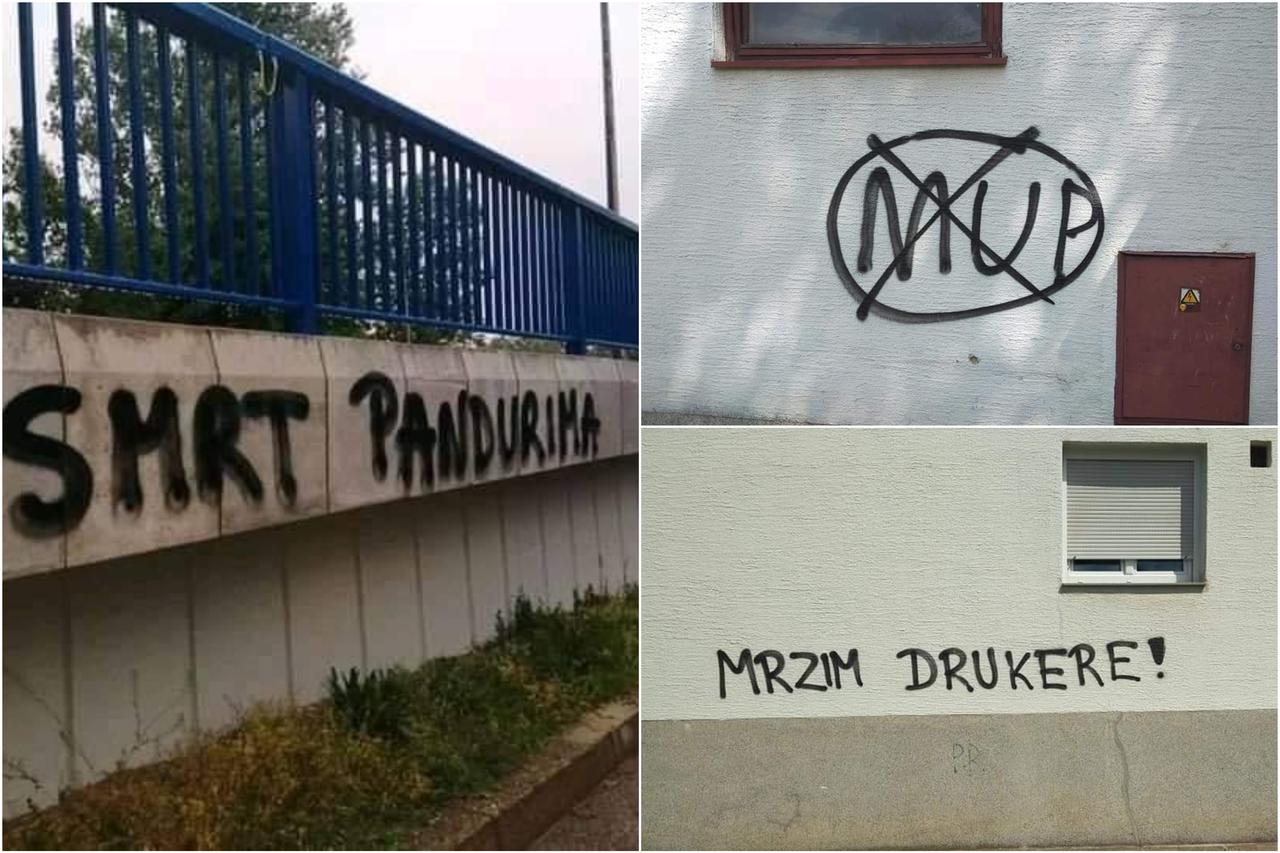 SMRT PANDURIMA
MUP
MRZIM DRUKERE!
P.R.